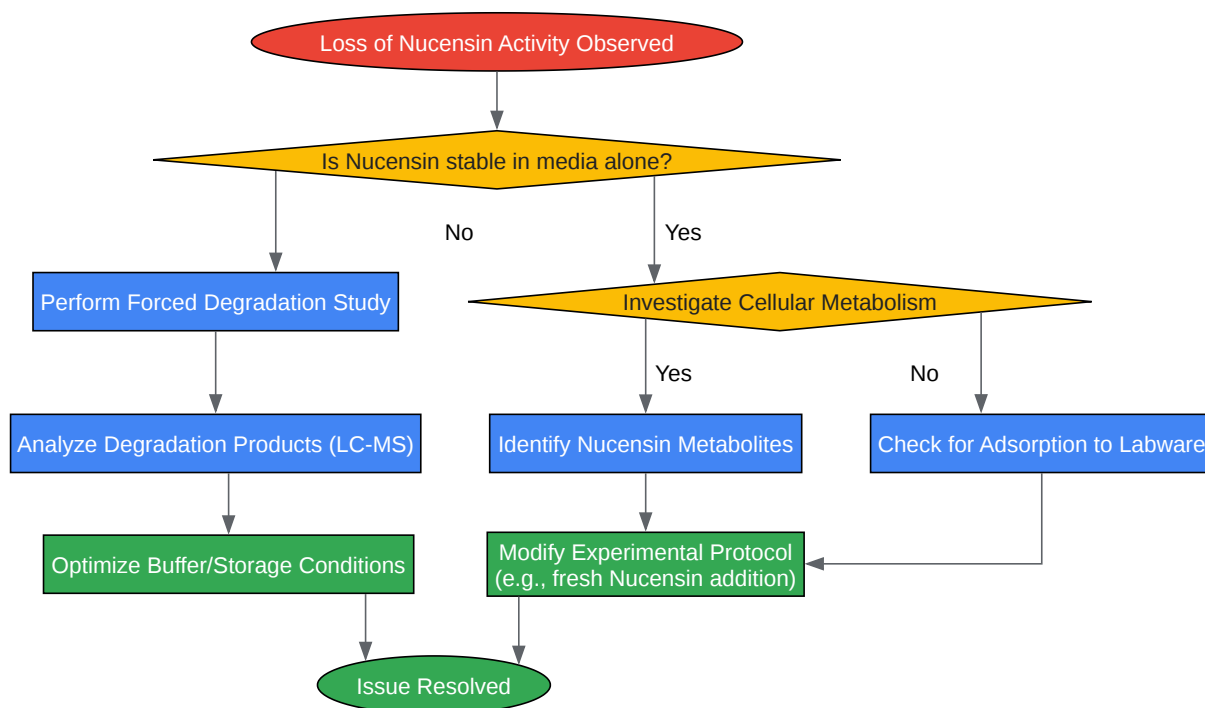 Loss of Nucensin Activity Observed
Is Nucensin stable in media alone?
No
Yes
Perform Forced Degradation Study
Investigate Cellular Metabolism
Yes
No
Analyze Degradation Products (LC-MS)
Identify Nucensin Metabolites
Check for Adsorption to Labware
Optimize Buffer/Storage Conditions
Modify Experimental Protocol
(e.g., fresh Nucensin addition)
Issue Resolved